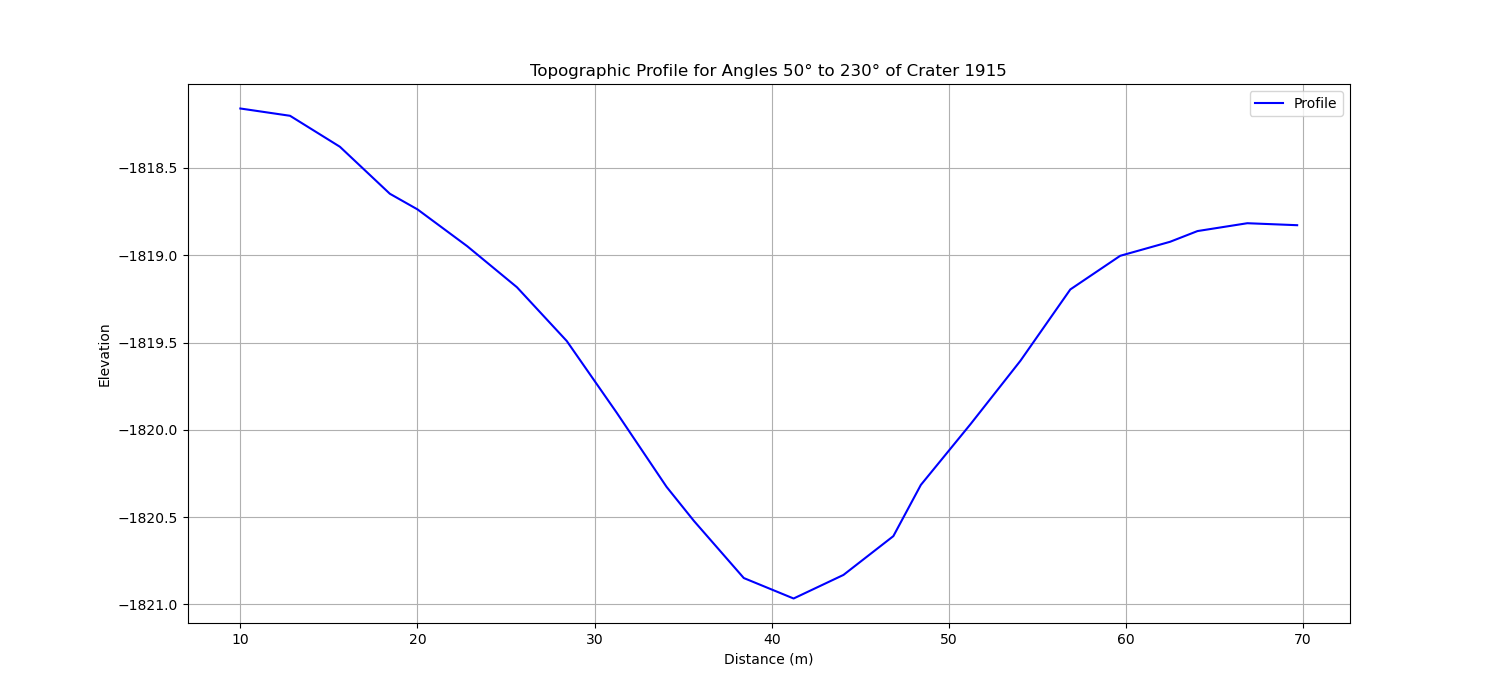 Topographic Profile for Angles 50° to 230° of Crater 1915
Profile
−1818.5
−1819.0
−1819.5
−1820.0
−1820.5
−1821.0
Elevation
10 20 30 40 50 60 70
Distance (m)